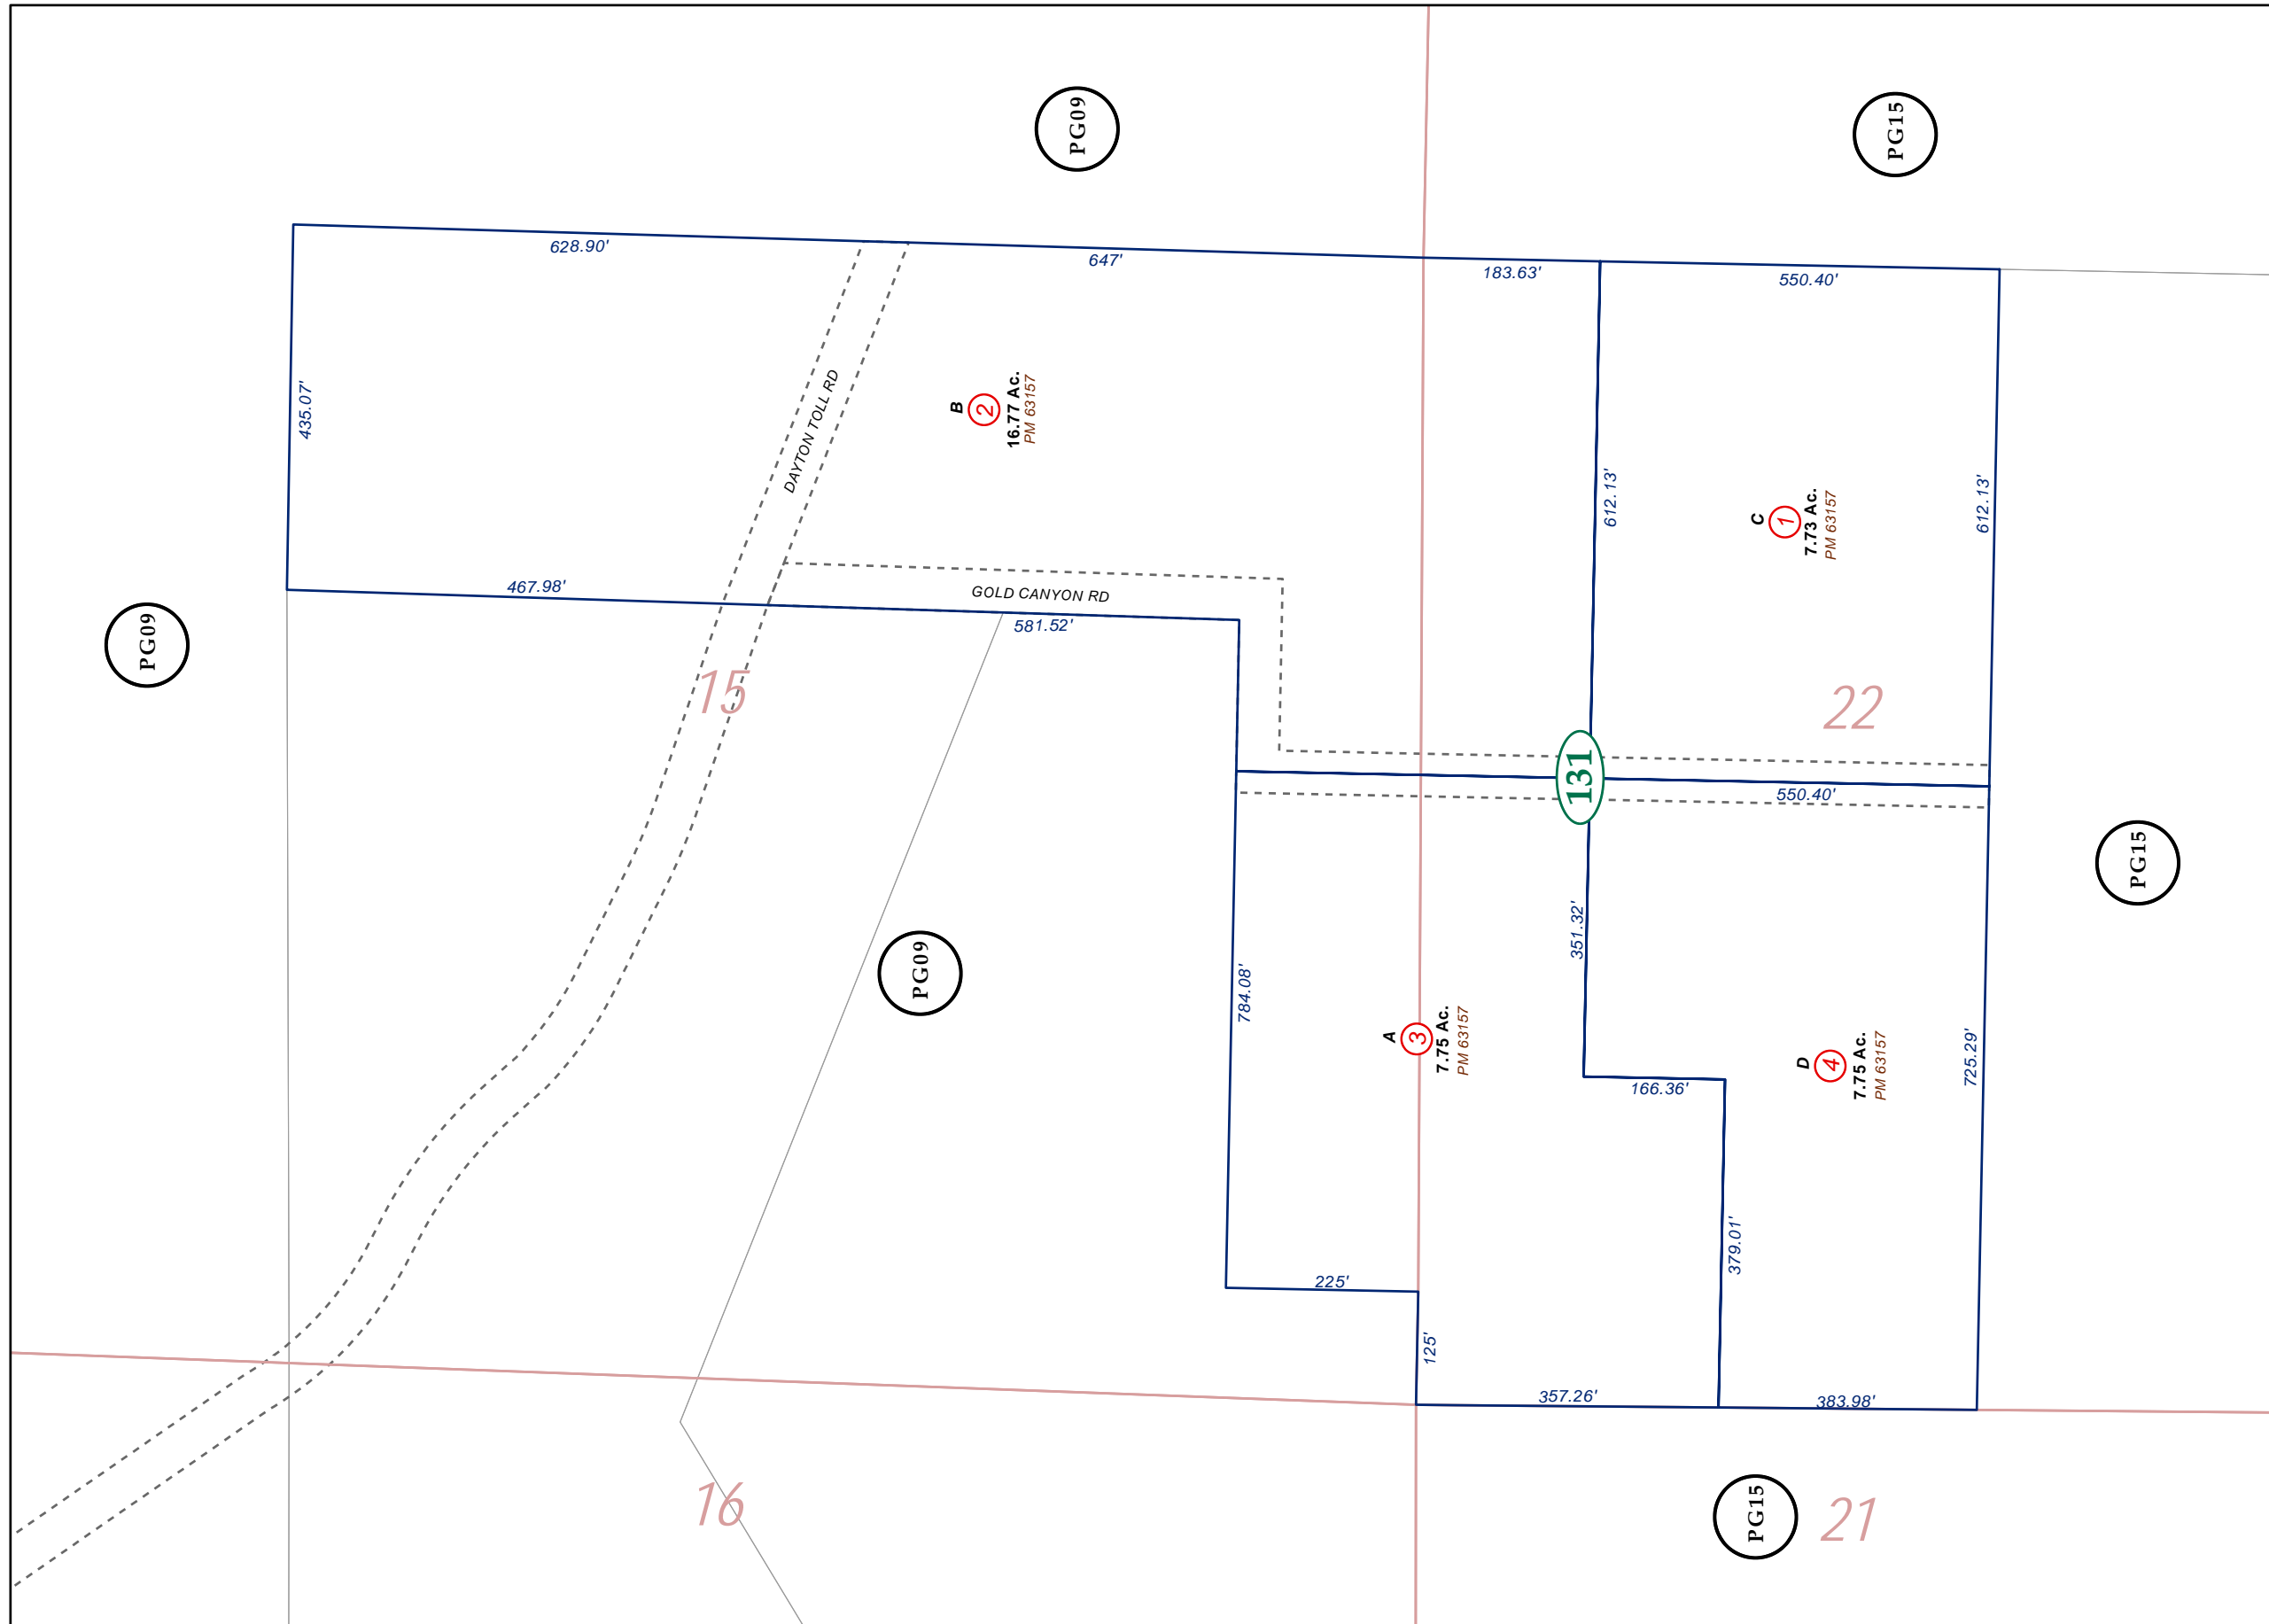 PG09
PG15
628.90'
647'
183.63'
550.40'
435.07'
DAYTON TOLL RD
B
2
16.77 Ac.
PM 63157
612.13'
C
1
7.73 Ac.
PM 63157
612.13'
467.98'
GOLD CANYON RD
581.52'
PG09
15
22
131
550.40'
PG15
351.32'
PG09
784.08'
A
3
7.75 Ac.
PM 63157
D
4
7.75 Ac.
PM 63157
725.29'
166.36'
379.01'
225'
125'
357.26'
383.98'
16
PG15
21